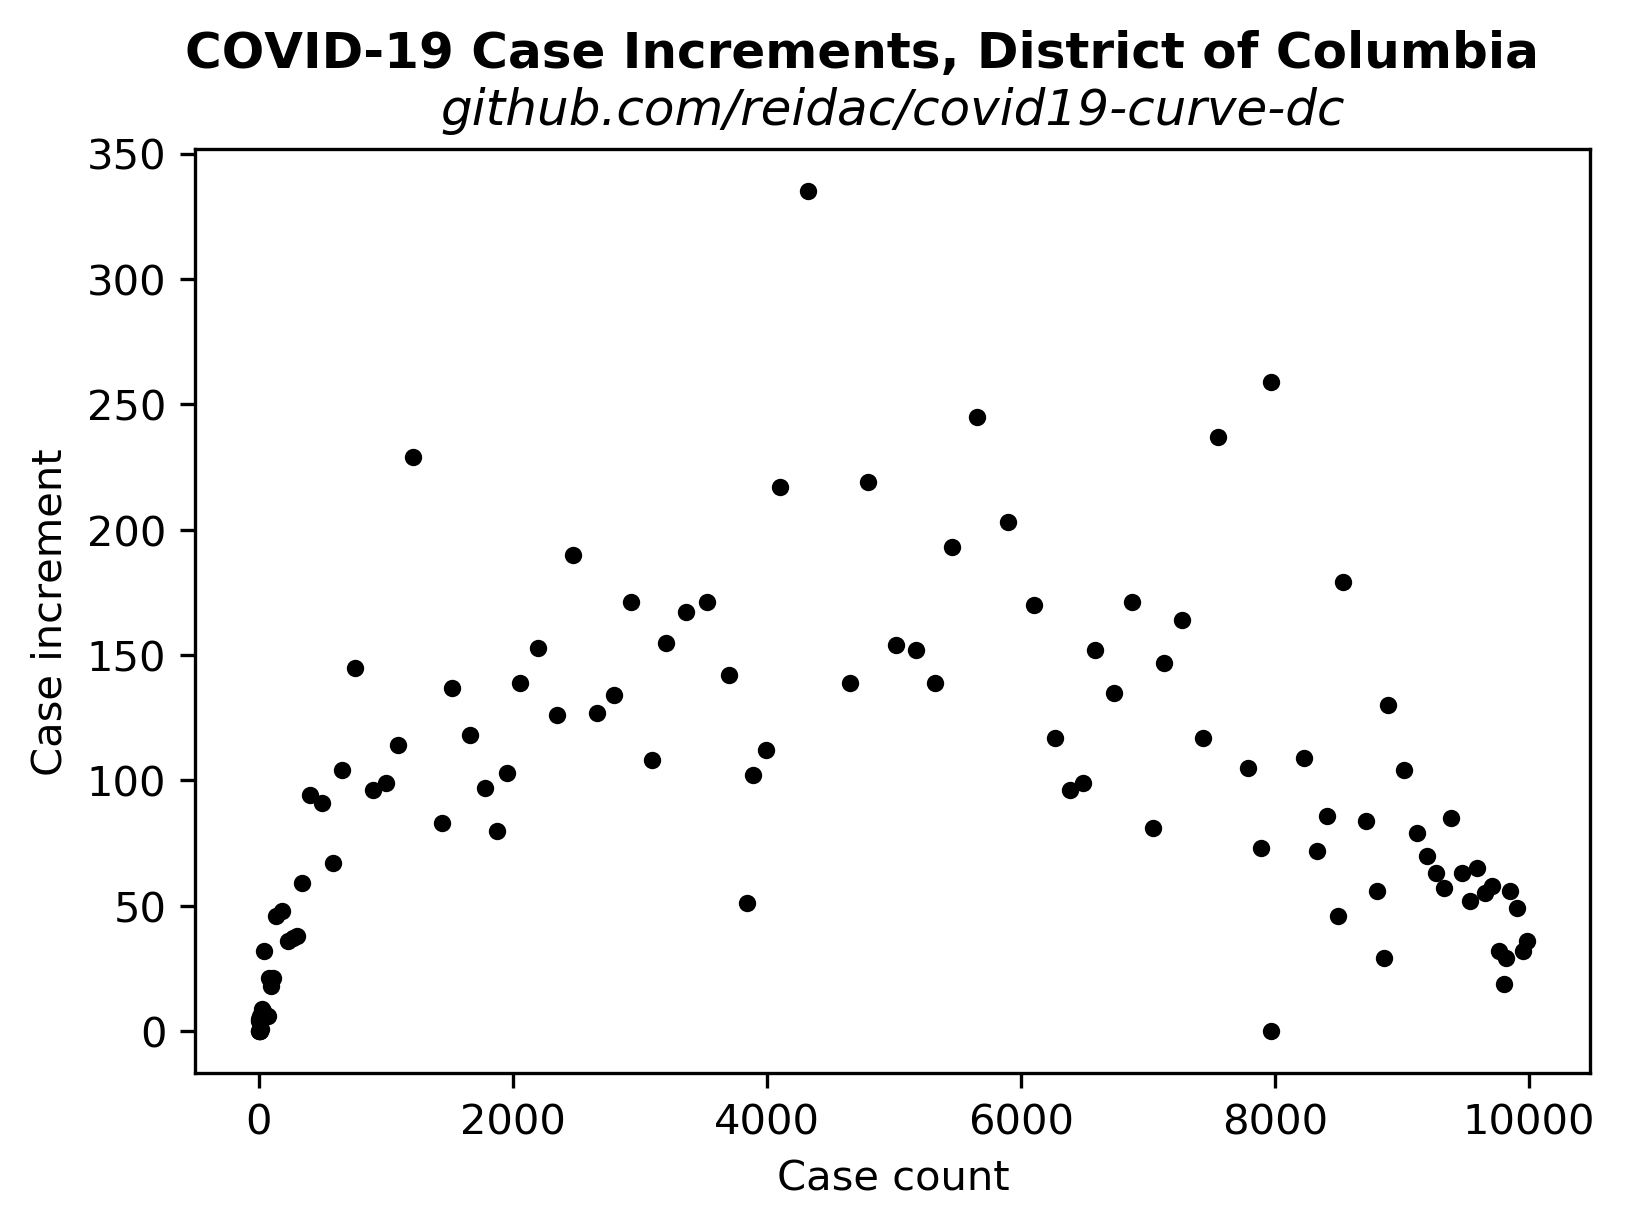 COVID-19 Case Increments, District of Columbia
github.com/reidac/covid19-curve-dc
350
300
250
200
150
100
50
0
Case increment
0 2000 4000 6000 8000 10000
Case count